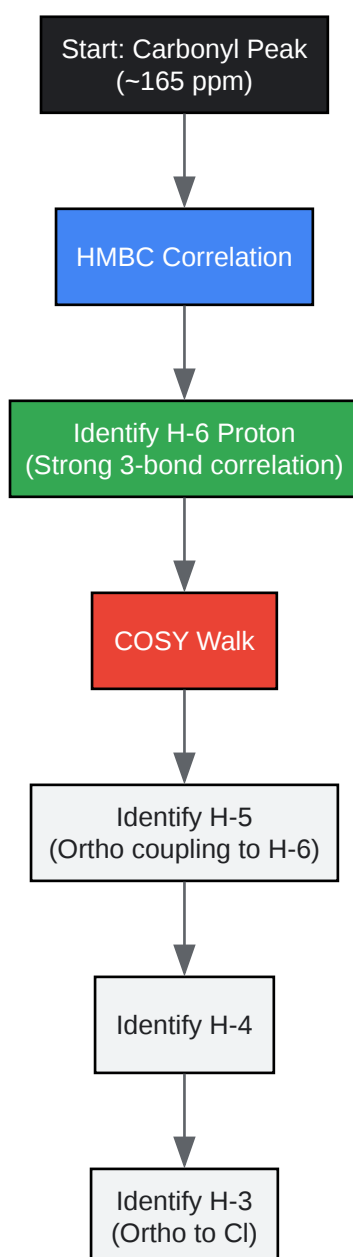 Start: Carbonyl Peak
(~165 ppm)
HMBC Correlation
Identify H-6 Proton
(Strong 3-bond correlation)
COSY Walk
Identify H-5
(Ortho coupling to H-6)
Identify H-4
Identify H-3
(Ortho to Cl)